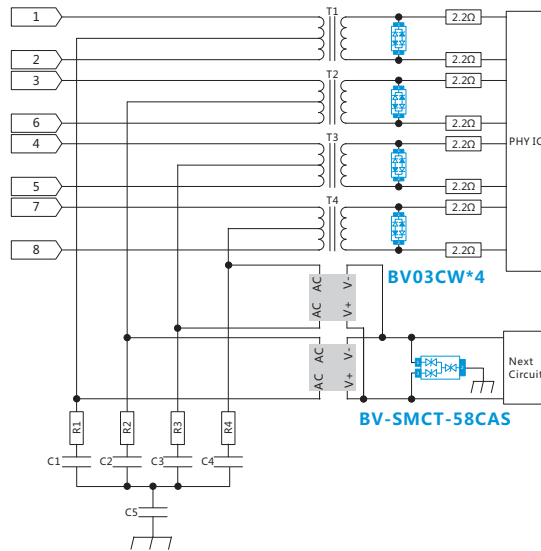 1
T1
2.2Ω
2
2.2Ω
3
T2
2.2Ω
6
2.2Ω
4
T3
2.2Ω
PHY IC
5
2.2Ω
7
T4
2.2Ω
8
2.2Ω
BV03CW*4
AC
V-
AC
V+
AC
V-
AC
V+
Next
Circuit
BV-SMCT-58CAS
R1
R2
R3
R4
C1
C2
C3
C4
C5